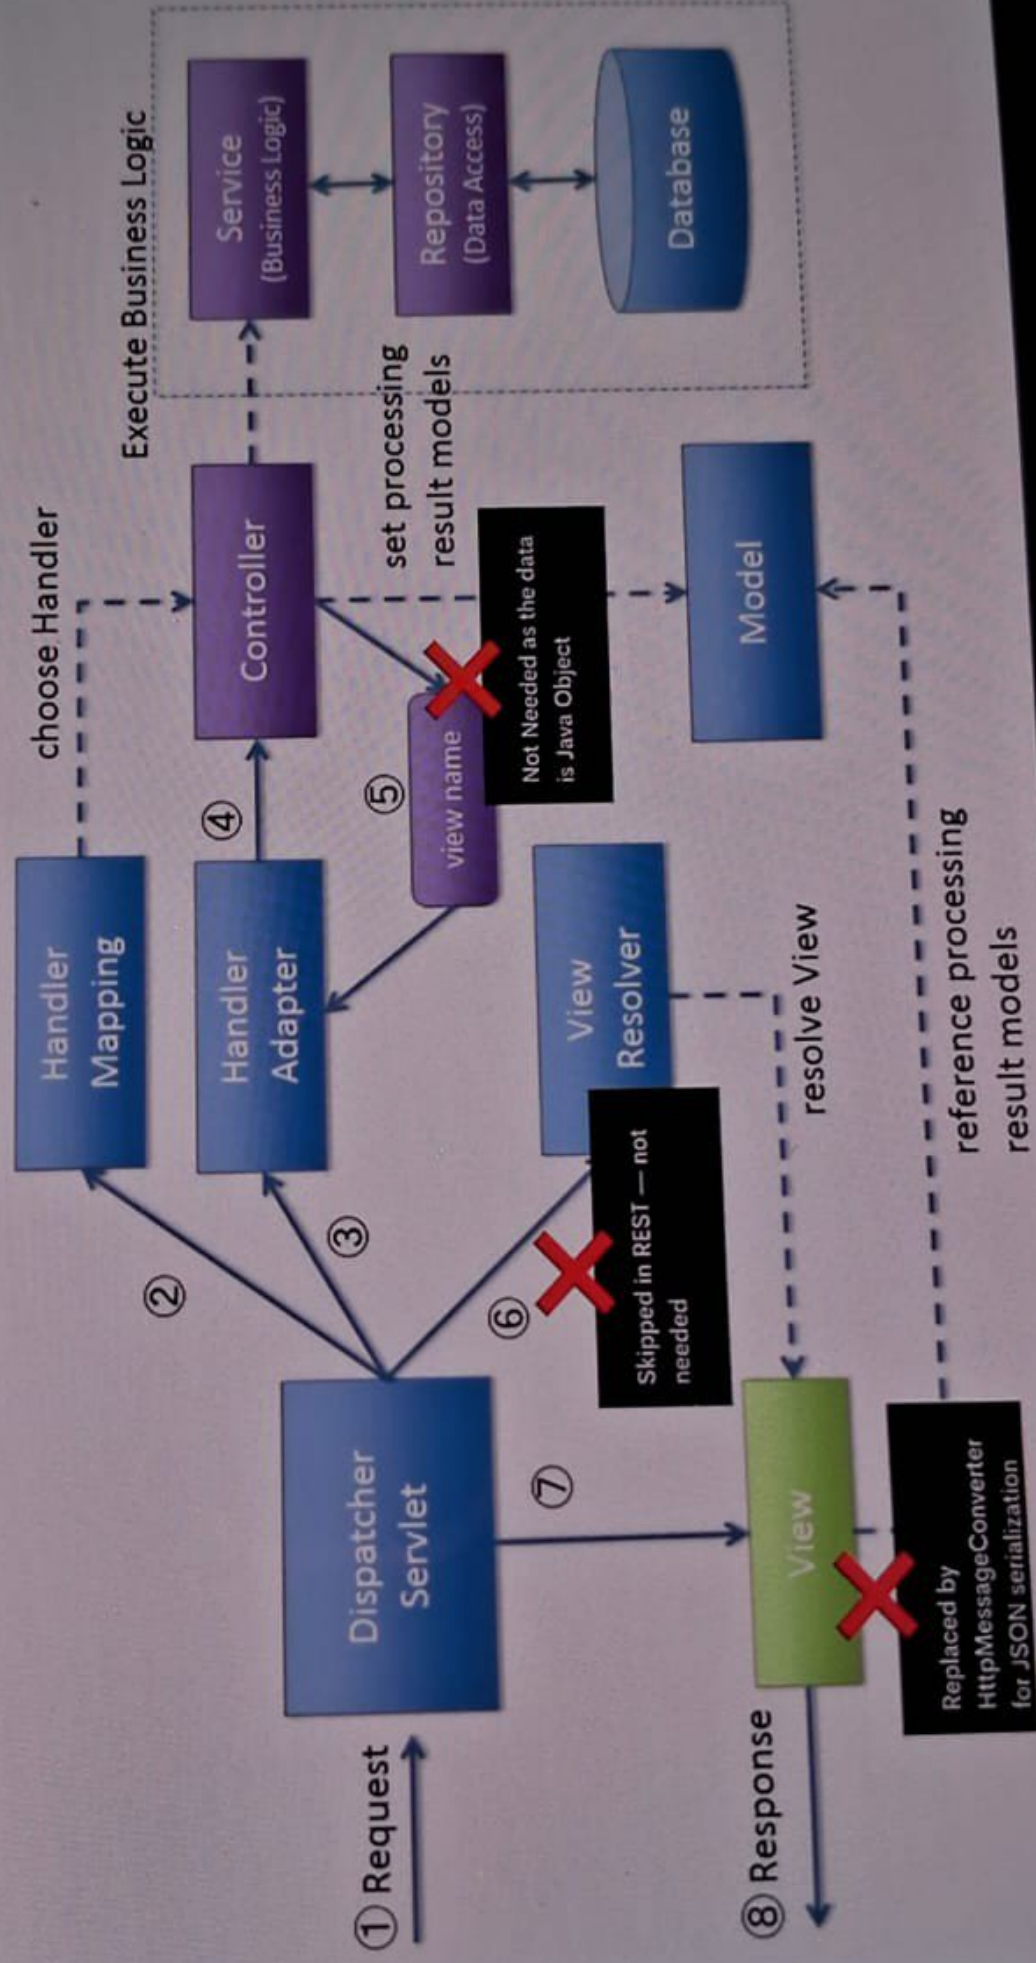 choose Handler
Execute Business Logic
Handler
Mapping
②
Handler
Adapter
④
Controller
Service
(Business Logic)
③
① Request
Dispatcher
Servlet
⑤
view name
set processing
result models
Repository
(Data Access)
⑥
View
Resolver
Not Needed as the data
is Java Object
Skipped in REST — not
needed
⑦
Database
Model
resolve View
⑧ Response
View
Replaced by
HttpMessageConverter
for JSON serialization
reference processing
result models